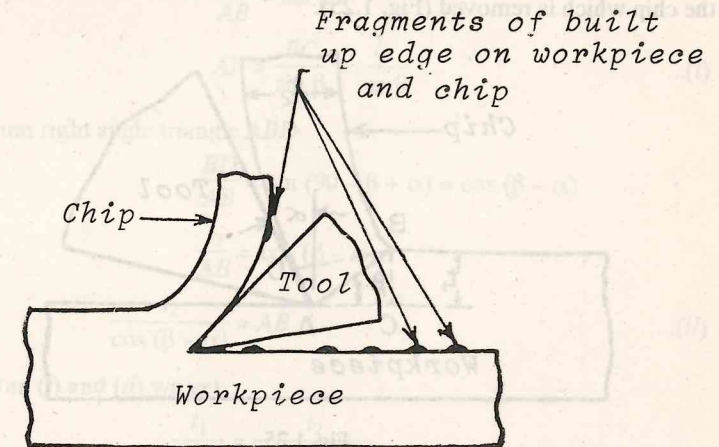 Fragments of built
up edge on workpiece
and chip
Chip
Tool
Workpiece